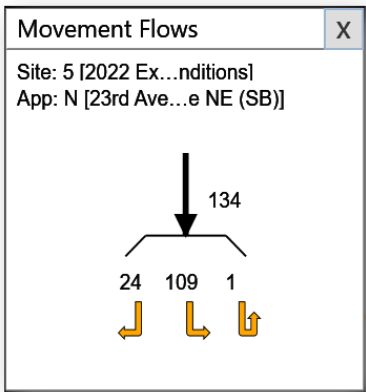 Movement Flows X
Site: 5 [2022 Ex...nditions]
App: N [23rd Ave...e NE (SB)]
134
24 109 1